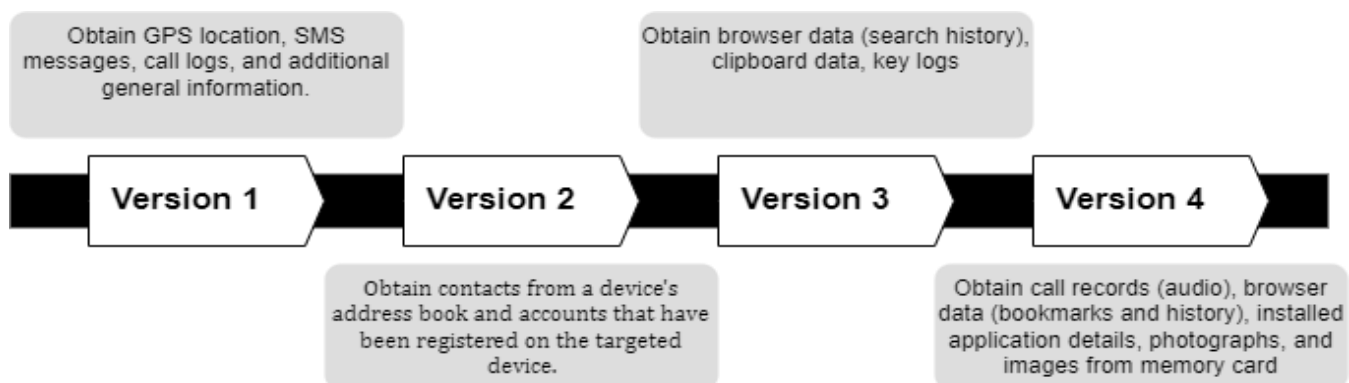 Obtain GPS location, SMS
messages, call logs, and additional
general information.
Obtain browser data (search history),
clipboard data, key logs
Version 1
Version 2
Version 3
Version 4
Obtain contacts from a device's
address book and accounts that have
been registered on the targeted
device.
Obtain call records (audio), browser
data (bookmarks and history), installed
application details, photographs, and
images from memory card